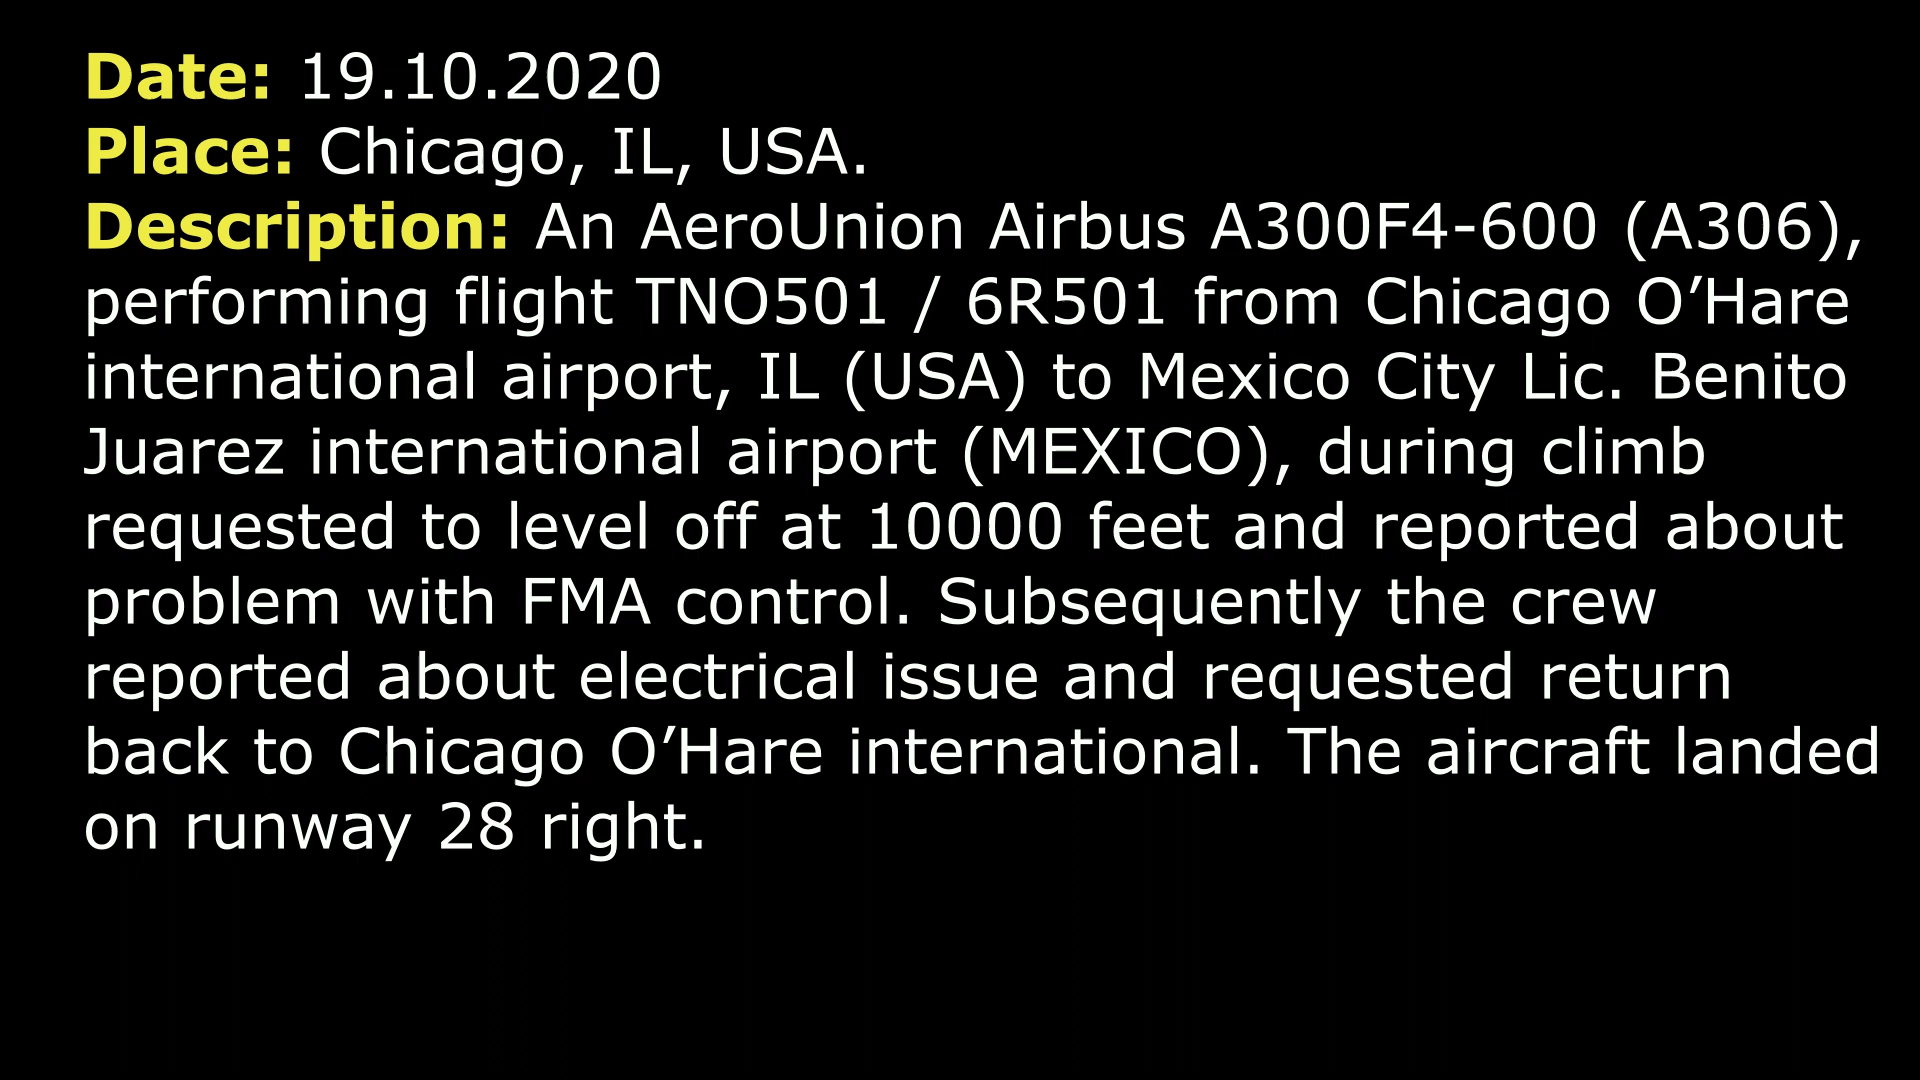 Date: 19.10.2020
Place: Chicago, IL, USA.
Description: An AeroUnion Airbus A300F4-600 (A306),
performing flight TNO501 / 6R501 from Chicago O’Hare
international airport, IL (USA) to Mexico City Lic. Benito
Juarez international airport (MEXICO), during climb
requested to level off at 10000 feet and reported about
problem with FMA control. Subsequently the crew
reported about electrical issue and requested return
back to Chicago O’Hare international. The aircraft landed
on runway 28 right.